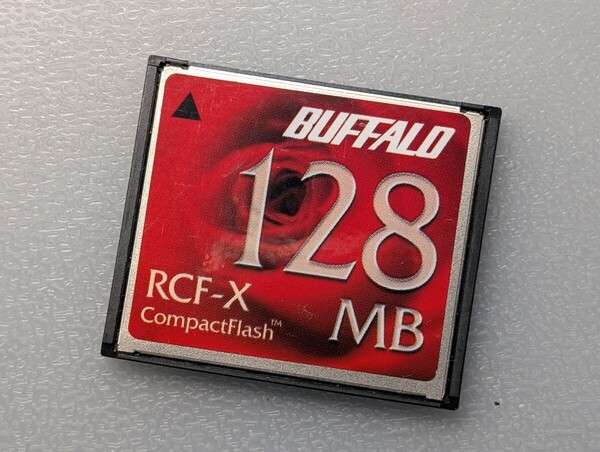 BUFFALO
128
MB
RCF-X
CompactFlash™